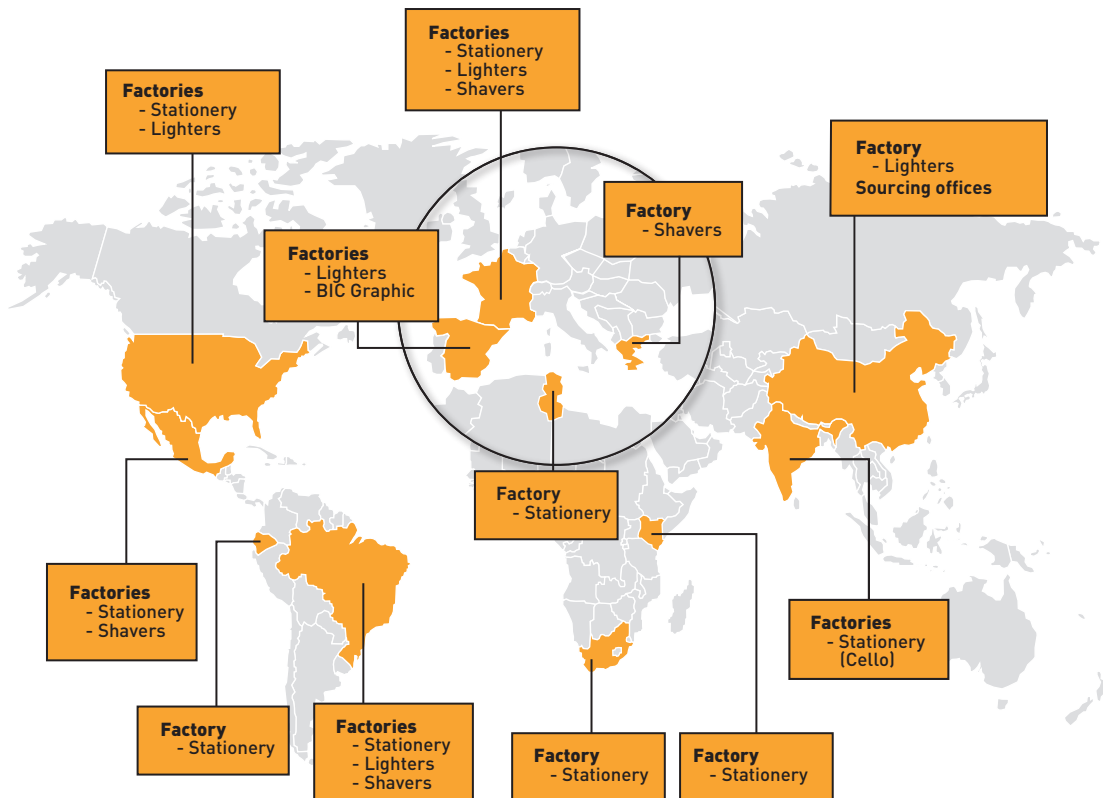 Factories
- Stationery
- Lighters
- Shavers
Factories
- Stationery
- Lighters
Factory
- Lighters
Sourcing offices
Factory
- Shavers
Factories
- Lighters
- BIC Graphic
Factory
- Stationery
Factories
- Stationery
- Shavers
Factories
- Stationery
(Cello)
Factory
- Stationery
Factories
- Stationery
- Lighters
- Shavers
Factory
- Stationery
Factory
- Stationery